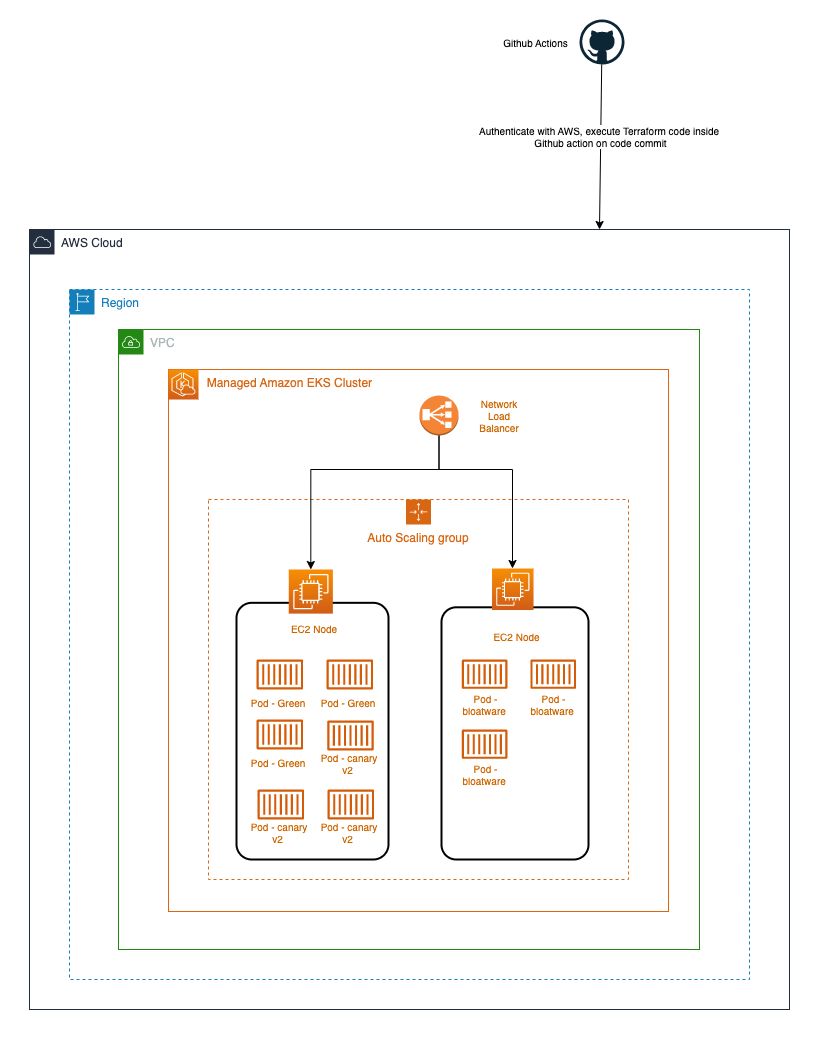 Github Actions
Authenticate with AWS, execute Terraform code inside
Github action on code commit
AWS Cloud
Region
VPC
Managed Amazon EKS Cluster
Network
Load
Balancer
Auto Scaling group
EC2 Node
EC2 Node
Pod - Green
Pod - Green
Pod - Green
Pod - canary
v2
Pod - canary
v2
Pod - canary
v2
Pod -
bloatware
Pod -
bloatware
Pod -
bloatware